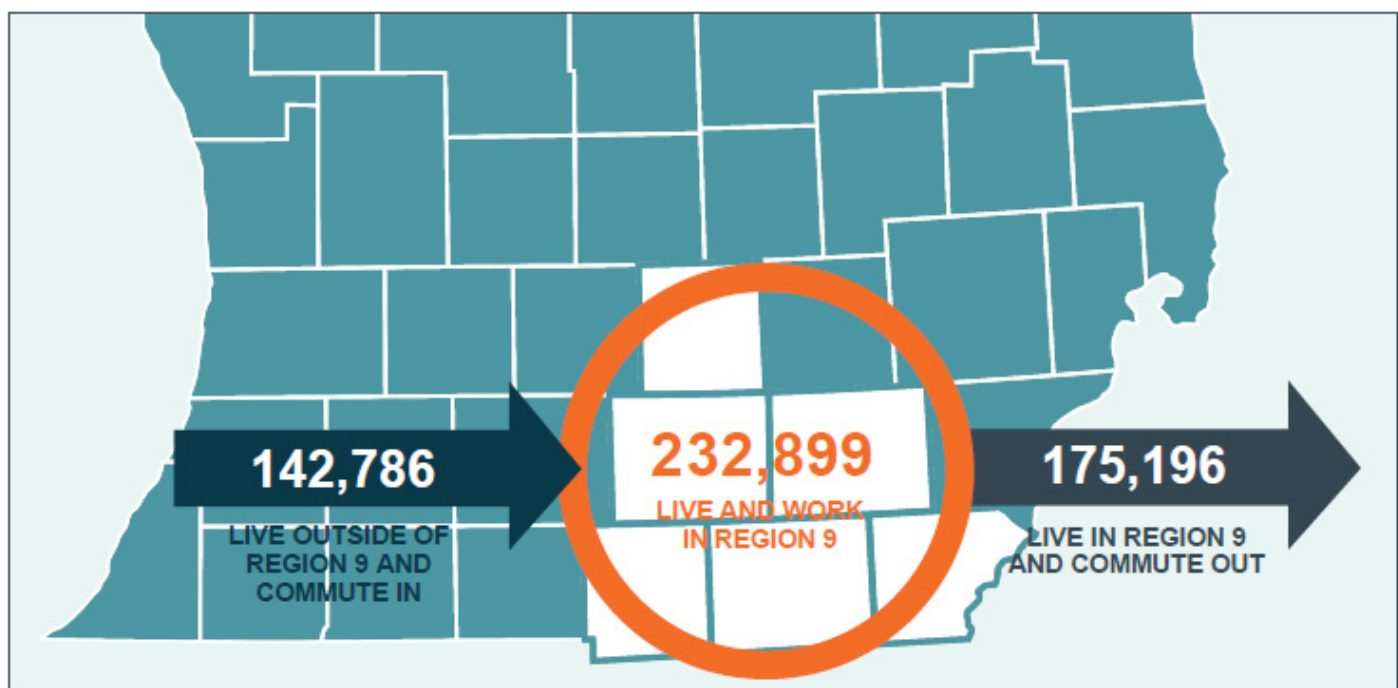 142,786
LIVE OUTSIDE OF
REGION 9 AND
COMMUTE IN
232,899
LIVE AND WORK
IN REGION 9
175,196
LIVE IN REGION 9
AND COMMUTE OUT